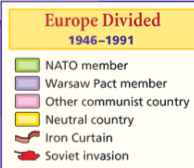 Europe Divided
1946–1991
NATO member
Warsaw Pact member
Other communist country
Neutral country
Iron Curtain
Soviet invasion